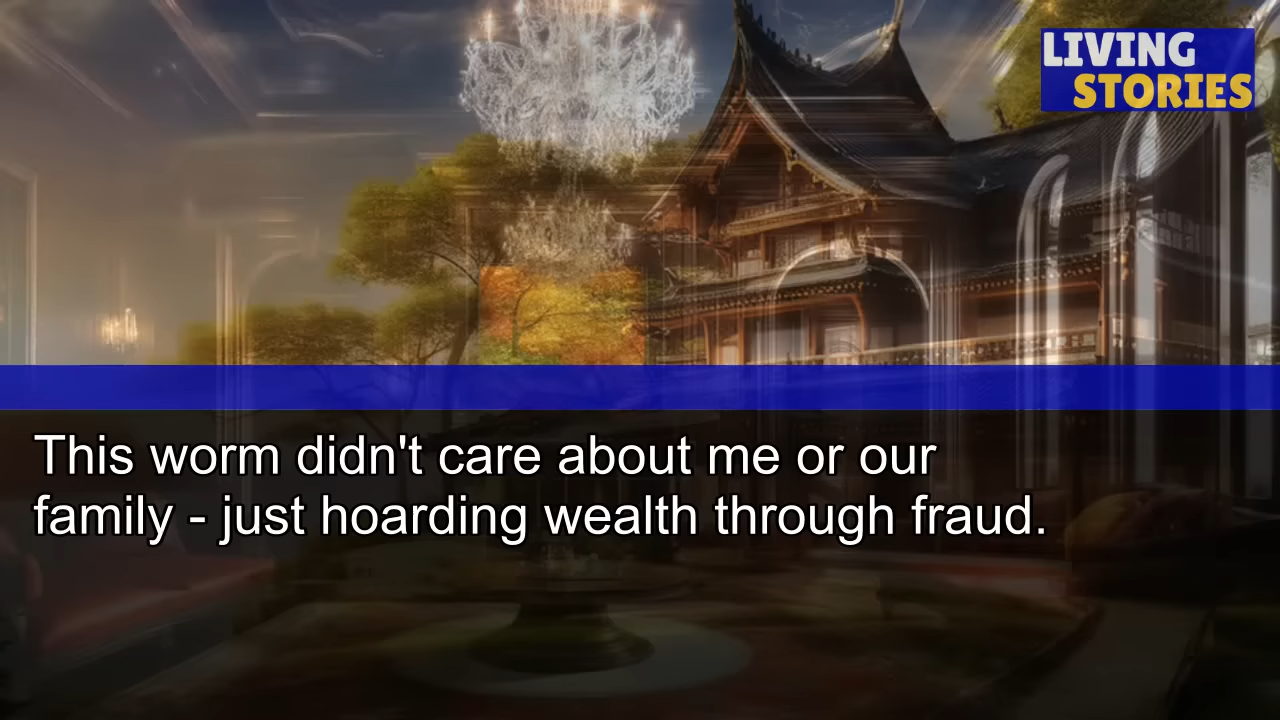 LIVING
STORIES
This worm didn't care about me or our
family - just hoarding wealth through fraud.